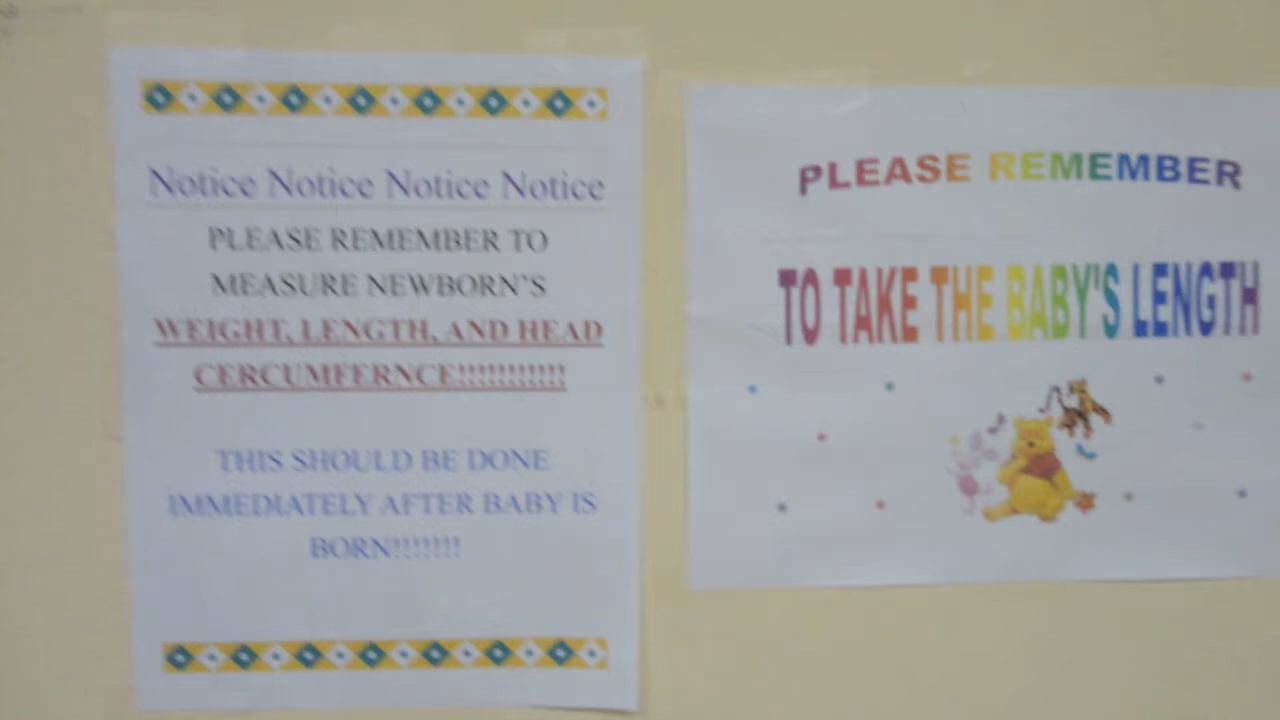 Notice Notice Notice Notice
PLEASE REMEMBER TO
MEASURE NEWBORN'S
WEIGHT, LENGTH, AND HEAD
CERCUMFERNCE!!!!!!!!!!!!
THIS SHOULD BE DONE
IMMEDIATELY AFTER BABY IS
BORN!!!!!!!
PLEASE REMEMBER
TO TAKE THE BABY'S LENGTH